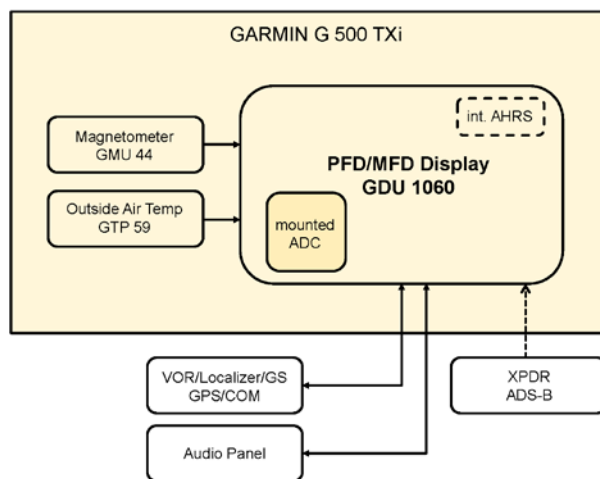 GARMIN G 500 TXi
int. AHRS
Magnetometer
GMU 44
PFD/MFD Display
GDU 1060
Outside Air Temp
GTP 59
mounted
ADC
VOR/Localizer/GS
GPS/COM
XPDR
ADS-B
Audio Panel